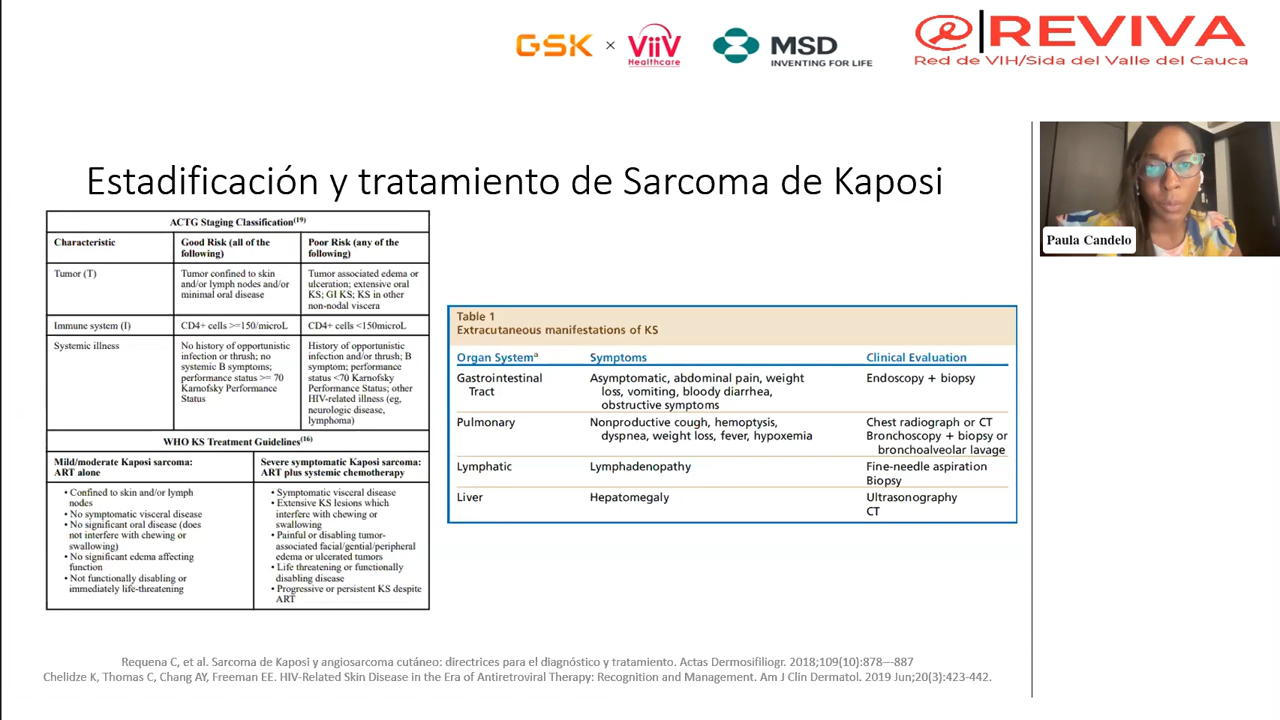 GSK × ViiV Healthcare
MSD
INVENTING FOR LIFE
REVIVA
Red de VIH/Sida del Valle del Cauca
Paula Candelo
Estadificación y tratamiento de Sarcoma de Kaposi
ACTG Staging Classification(19)
Characteristic
Good Risk (all of the
following)
Poor Risk (any of the
following)
Tumor (T)
Tumor confined to skin
and/or lymph nodes and/or
minimal oral disease
Tumor associated edema or
ulceration; extensive oral
KS; GI KS; KS in other
non-nodal viscera
Immune system (I)
CD4+ cells >=150/microL
CD4+ cells <150microL
Systemic illness
No history of opportunistic
infection or thrush; no
systemic B symptoms;
performance status >= 70
Karnofsky Performance
Status
History of opportunistic
infection and/or thrush; B
symptom; performance
status <70 Karnofsky
Performance Status; other
HIV-related illness (eg,
neurologic disease,
lymphoma)
WHO KS Treatment Guidelines(16)
Mild/moderate Kaposi sarcoma:
ART alone
Severe symptomatic Kaposi sarcoma:
ART plus systemic chemotherapy
• Confined to skin and/or lymph
nodes
• No symptomatic visceral disease
• No significant oral disease (does
not interfere with chewing or
swallowing)
• No significant edema affecting
function
• Not functionally disabling or
immediately life-threatening
• Symptomatic visceral disease
• Extensive KS lesions which
interfere with chewing or
swallowing
• Painful or disabling tumor-
associated facial/gential/peripheral
edema or ulcerated tumors
• Life threatening or functionally
disabling disease
• Progressive or persistent KS despite
ART
Table 1
Extracutaneous manifestations of KS
Organ Systemª
Symptoms
Clinical Evaluation
Gastrointestinal
Tract
Asymptomatic, abdominal pain, weight
loss, vomiting, bloody diarrhea,
obstructive symptoms
Endoscopy + biopsy
Pulmonary
Nonproductive cough, hemoptysis,
dyspnea, weight loss, fever, hypoxemia
Chest radiograph or CT
Bronchoscopy + biopsy or
bronchoalveolar lavage
Lymphatic
Lymphadenopathy
Fine-needle aspiration
Biopsy
Liver
Hepatomegaly
Ultrasonography
CT
Requena C, et al. Sarcoma de Kaposi y angiosarcoma cutáneo: directrices para el diagnóstico y tratamiento. Actas Dermosifiliogr. 2018;109(10):878---887
Chelidze K, Thomas C, Chang AY, Freeman EE. HIV-Related Skin Disease in the Era of Antiretroviral Therapy: Recognition and Management. Am J Clin Dermatol. 2019 Jun;20(3):423-442.